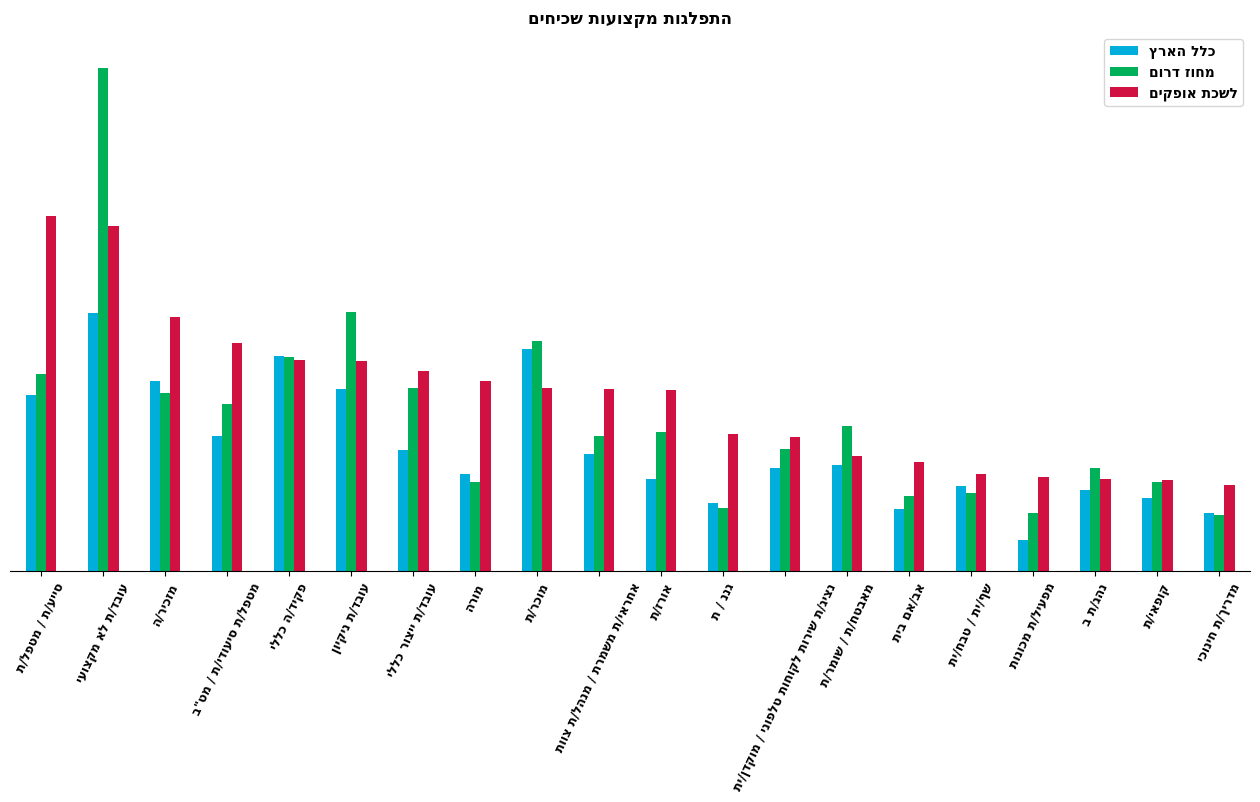 התפלגות מקצועות שכיחים
כלל הארץ
מחוז דרום
לשכת אופקים
סייע/ת / מטפל/ת
עובד/ת לא מקצועי
מזכיר/ה
מטפל/ת סיעודי/ת / מט"ב
פקיד/ה כללי
עובד/ת ניקיון
עובד/ת ייצור כללי
מורה
מוכר/ת
אחראי/ת משמרת / מנהל/ת צוות
אורז/ת
גנג / ת
נציג/ת שירות לקוחות טלפוני / מוקדן/ית
מאבטח/ת / שומר/ת
אב/אם בית
שף/ית / טבח/ית
מפעיל/ת מכונות
נהג/ת ב
קופאי/ת
מדריך/ת חינוכי